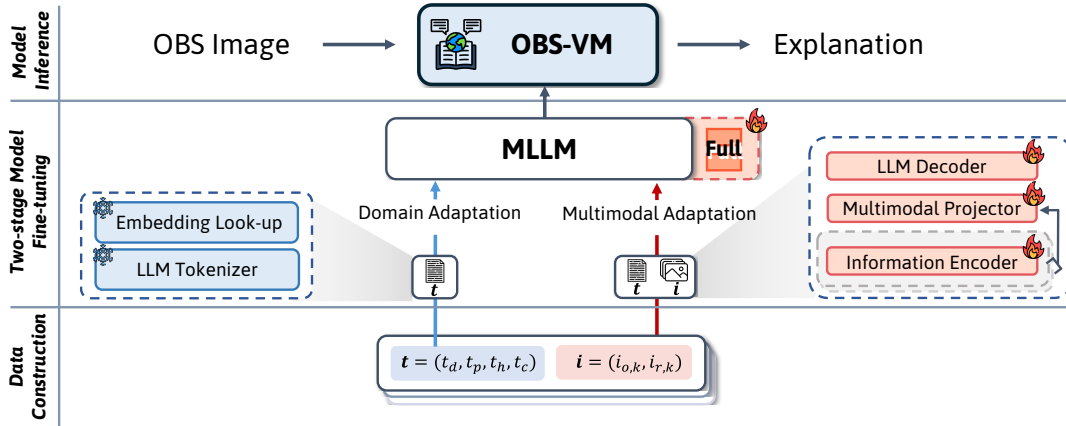 Model
Inference
OBS Image
OBS-VM
Explanation
Two-stage Model
Fine-tuning
MLLM
Full
Domain Adaptation
Multimodal Adaptation
Embedding Look-up
LLM Tokenizer
t
t
i
LLM Decoder
Multimodal Projector
Information Encoder
Data
Construction
t = (t_d, t_p, t_h, t_c)
i = (i_{o,k}, i_{r,k})